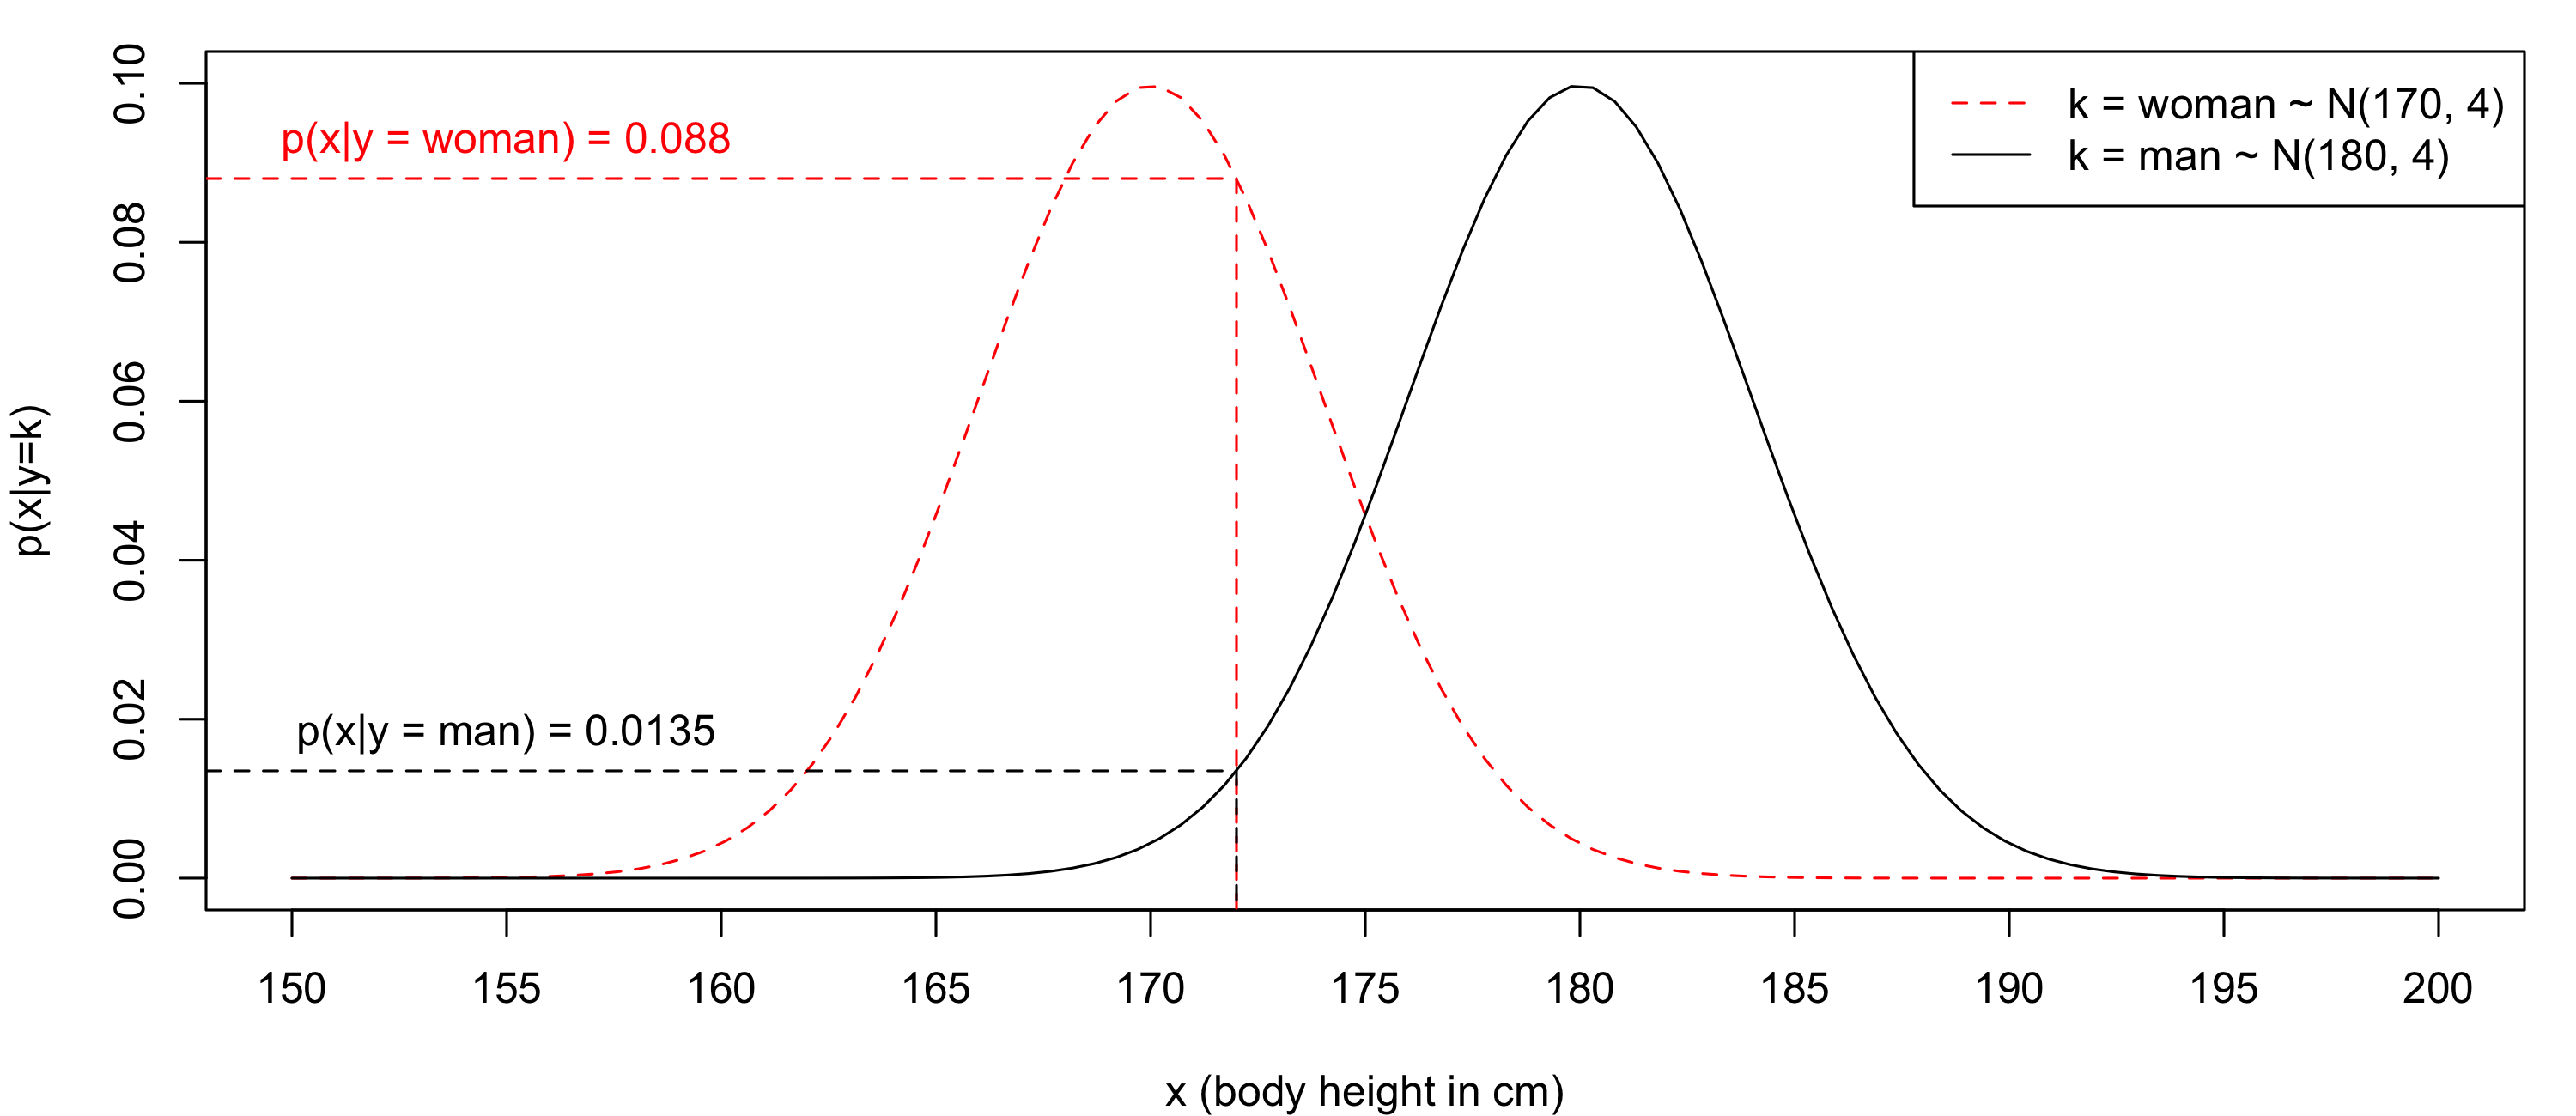 k = woman ~ N(170, 4)
k = man ~ N(180, 4)
p(x|y = woman) = 0.088
p(x|y = man) = 0.0135
p(x|y=k)
0.10
0.08
0.06
0.04
0.02
0.00
150 155 160 165 170 175 180 185 190 195 200
x (body height in cm)